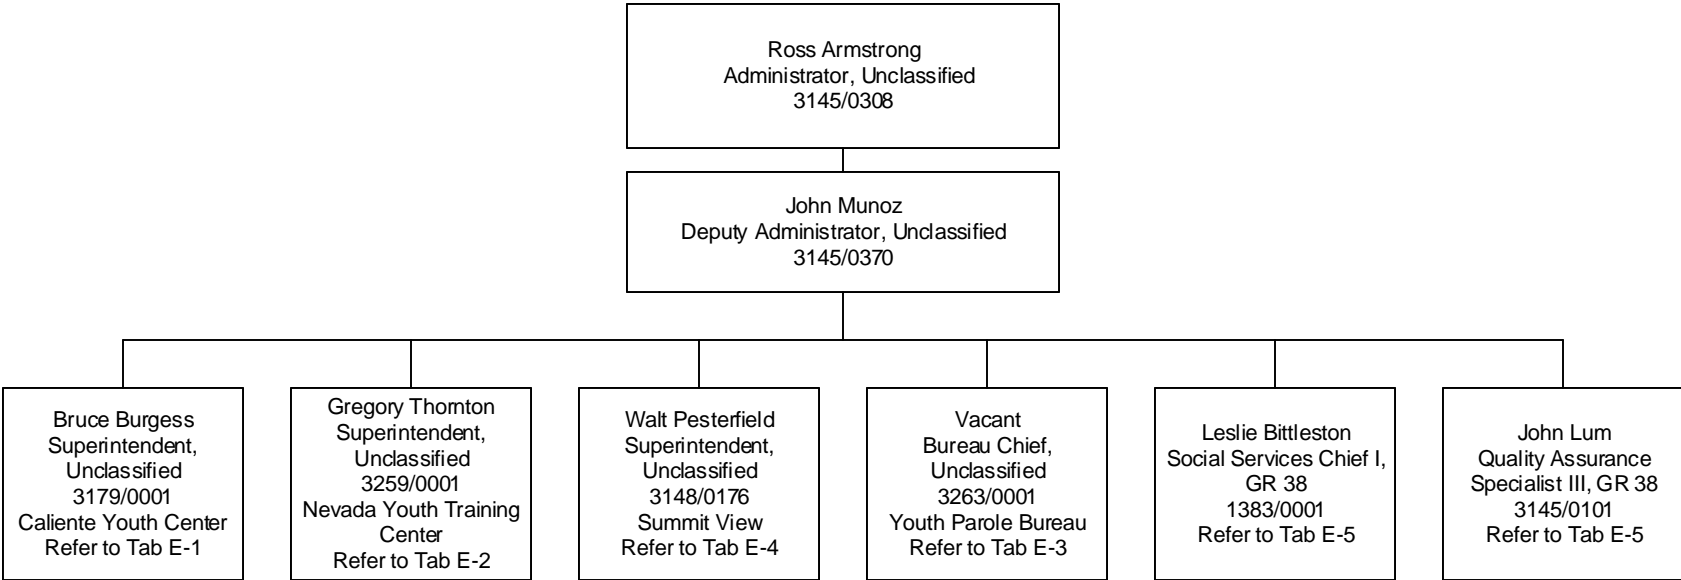 Ross Armstrong
Administrator, Unclassified
3145/0308
John Munoz
Deputy Administrator, Unclassified
3145/0370
Bruce Burgess
Superintendent,
Unclassified
3179/0001
Caliente Youth Center
Refer to Tab E-1
Gregory Thornton
Superintendent,
Unclassified
3259/0001
Nevada Youth Training
Center
Refer to Tab E-2
Walt Pesterfield
Superintendent,
Unclassified
3148/0176
Summit View
Refer to Tab E-4
Vacant
Bureau Chief,
Unclassified
3263/0001
Youth Parole Bureau
Refer to Tab E-3
Leslie Bittleston
Social Services Chief I,
GR 38
1383/0001
Refer to Tab E-5
John Lum
Quality Assurance
Specialist III, GR 38
3145/0101
Refer to Tab E-5